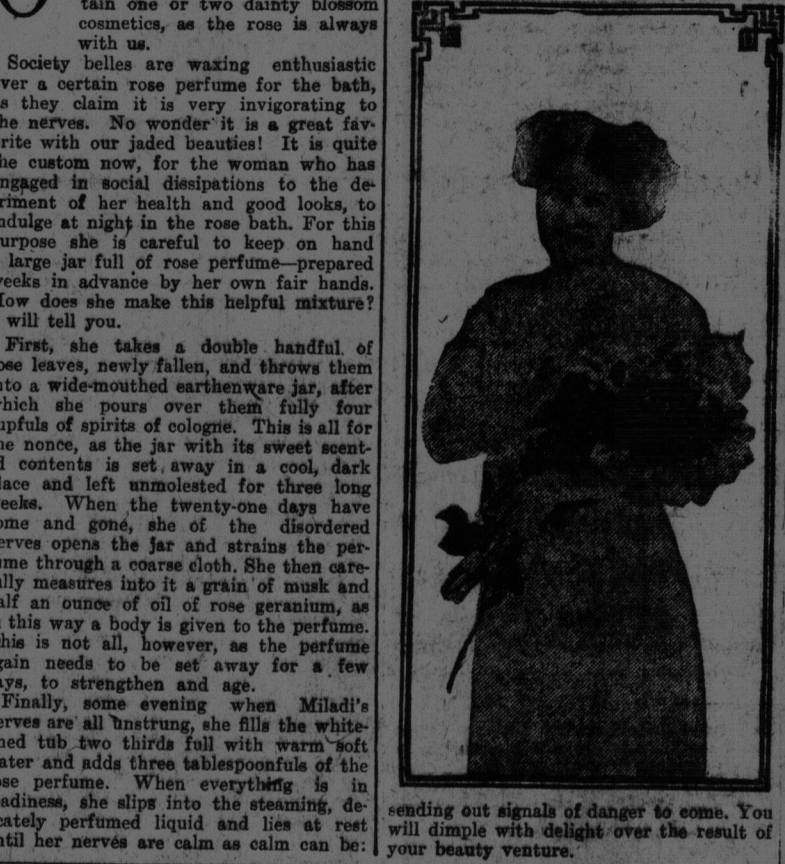 tain one or two dainty blossom
cosmetics, as the rose is always
with us.
Society belles are waxing enthusiastic
ver a certain rose perfume for the bath,
s they claim it is very invigorating to
he nerves. No wonder it is a great fav-
rite with our jaded beauties! It is quite
he custom now, for the woman who has
ngaged in social dissipations to the de-
riment of her health and good looks, to
ndulge at night in the rose bath. For this
urpose she is careful to keep on hand
large jar full of rose perfume—prepared
weeks in advance by her own fair hands.
How does she make this helpful mixture?
will tell you.
First, she takes a double handful of
ose leaves, newly fallen, and throws them
nto a wide-mouthed earthenware jar, after
which she pours over them fully four
upfuls of spirits of cologne. This is all for
he nonce, as the jar with its sweet scent-
d contents is set away in a cool, dark
lace and left unmolested for three long
eeks. When the twenty-one days have
ome and gone, she of the disordered
erves opens the jar and strains the per-
ume through a coarse cloth. She then care-
ully measures into it a grain of musk and
alf an ounce of oil of rose geranium, as
this way a body is given to the perfume.
his is not all, however, as the perfume
gain needs to be set away for a few
ays, to strengthen and age.
Finally, some evening when Miladi's
erves are all unstrung, she fills the white-
ned tub two thirds full with warm soft
ater and adds three tablespoonfuls of the
ose perfume. When everything is in
eadiness, she slips into the steaming, de-
cately perfumed liquid and lies at rest
ntil her nerves are calm as calm can be:
sending out signals of danger to come. You
will dimple with delight over the result of
your beauty venture.